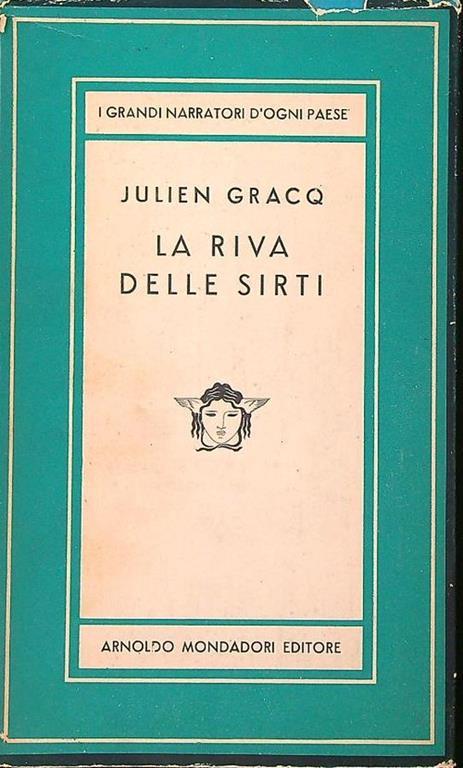 I GRANDI NARRATORI D'OGNI PAESE
JULIEN GRACQ
LA RIVA
DELLE SIRTI
ARNOLDO MONDADORI EDITORE